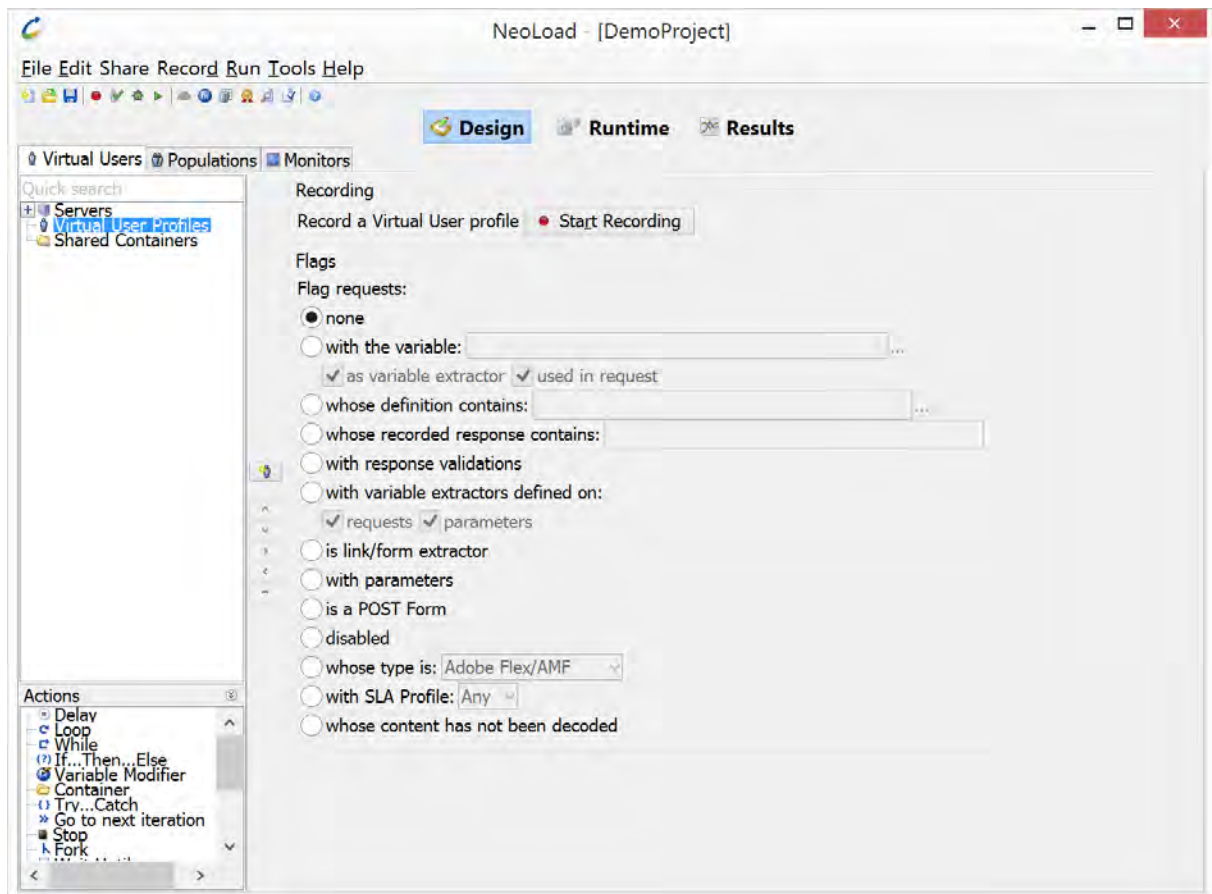 NeoLoad - [DemoProject]
File Edit Share Record Run Tools Help
Design Runtime Results
Virtual Users Populations Monitors
Quick search
Servers
Virtual User Profiles
Shared Containers
Recording
Record a Virtual User profile Start Recording
Flags
Flag requests:
none
with the variable: ...
as variable extractor used in request
whose definition contains: ...
whose recorded response contains:
with response validations
with variable extractors defined on:
requests parameters
is link/form extractor
with parameters
is a POST Form
disabled
whose type is: Adobe Flex/AMF
with SLA Profile: Any
whose content has not been decoded
Actions
Delay
Loop
While
If...Then...Else
Variable Modifier
Container
Try...Catch
Go to next iteration
Stop
Fork